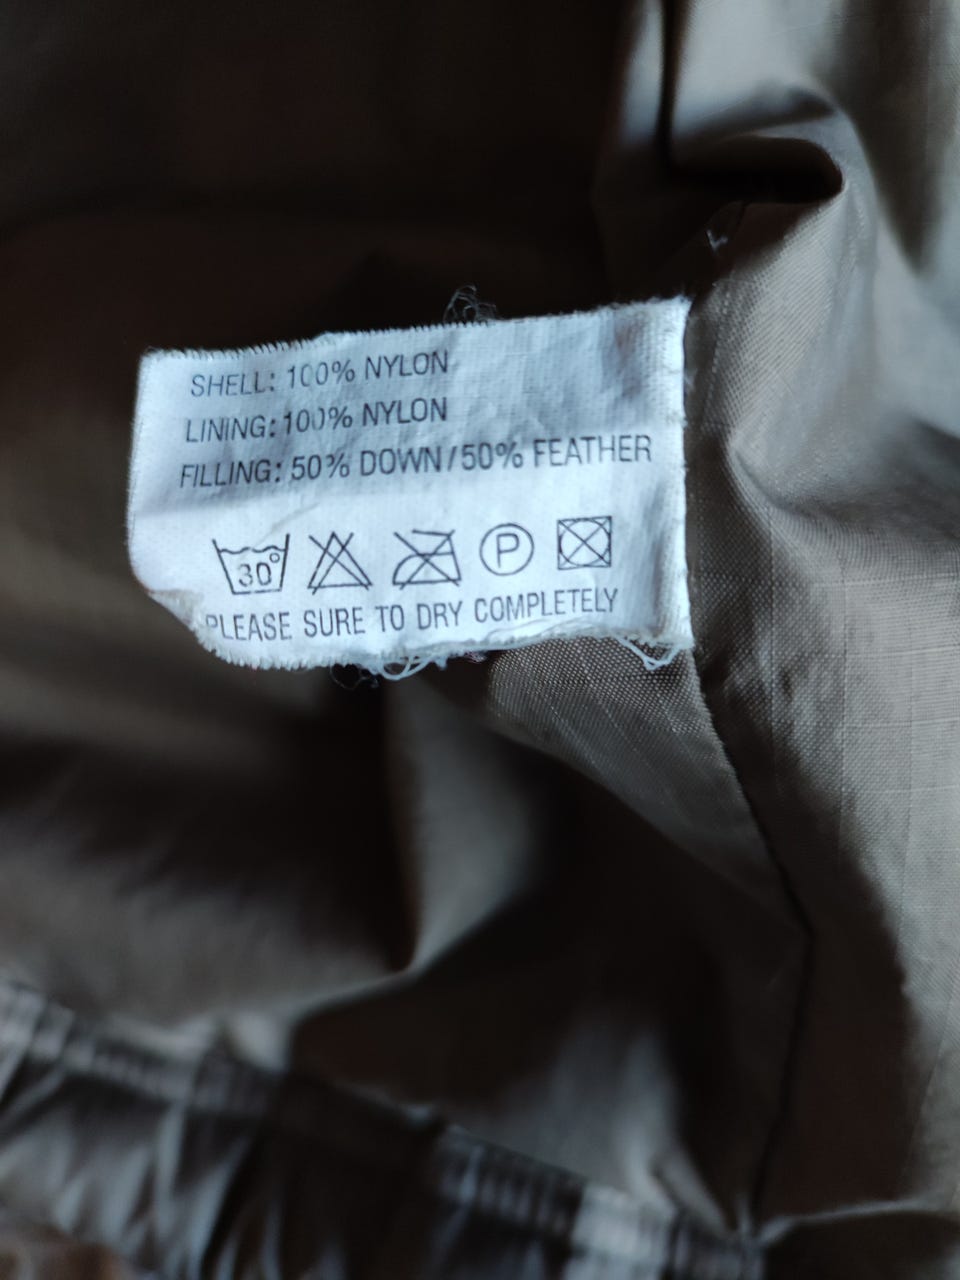 SHELL: 100% NYLON
LINING: 100% NYLON
FILLING: 50% DOWN/50% FEATHER
30° P
PLEASE SURE TO DRY COMPLETELY